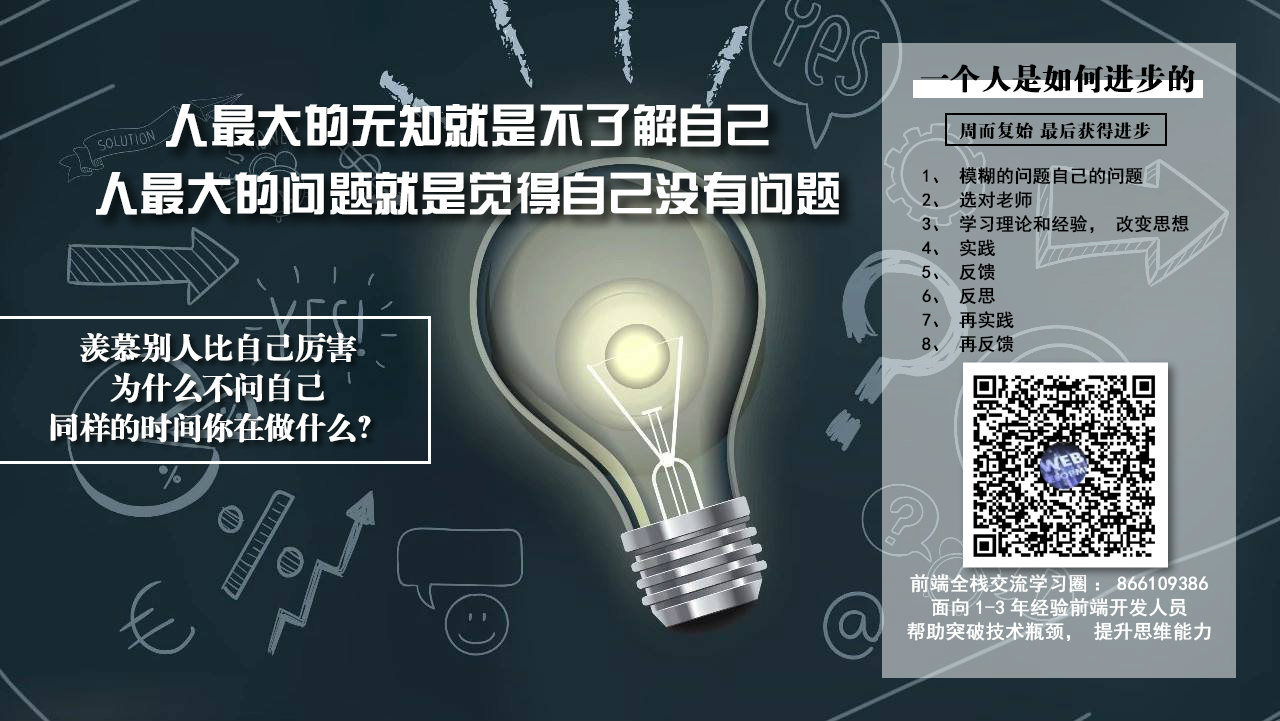 Yes
SOLUTION
人最大的无知就是不了解自己
人最大的问题就是觉得自己没有问题
YES!
羡慕别人比自己厉害
为什么不问自己
同样的时间你在做什么?
%
@
一个人是如何进步的
周而复始 最后获得进步
1、 模糊的问题自己的问题
2、 选对老师
3、 学习理论和经验， 改变思想
4、 实践
5、 反馈
6、 反思
7、 再实践
8、 再反馈
WEB
前端全栈交流学习圈： 866109386
面向1-3年经验前端开发人员
帮助突破技术瓶颈， 提升思维能力